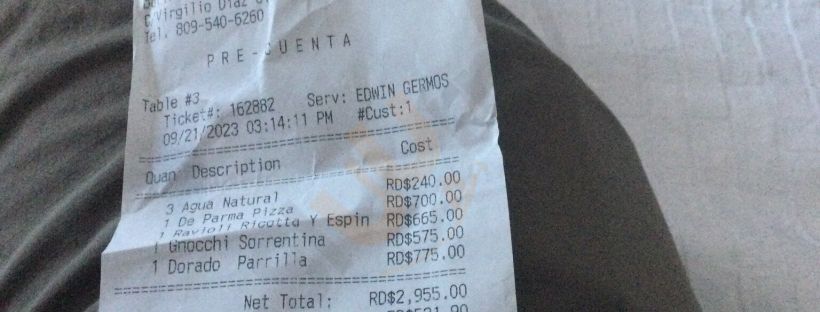 C.Virgilio Diaz
Tel. 809-540-6260
PRE-CUENTA
Table #3
Ticket#: 162882 Serv: EDWIN GERMOS
09/21/2023 03:14:11 PM #Cust:1
Quan Description Cost
3 Agua Natural RD$240.00
1 De Parma Pizza RD$700.00
1 Ravioli Ricotta Y Espin RD$665.00
1 Gnocchi Sorrentina RD$575.00
1 Dorado Parrilla RD$775.00
Net Total: RD$2,955.00